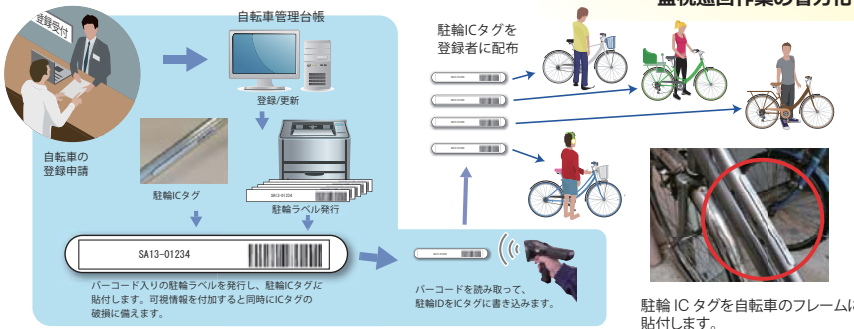 監視巡回作業の省力化
登録受付
自転車管理台帳
登録/更新
自転車の
登録申請
駐輪ICタグ
SA13-01234
駐輪ラベル発行
SA13-01234
バーコード入りの駐輪ラベルを発行し、駐輪ICタグに
貼付します。可視情報を付加すると同時にICタグの
破損に備えます。
バーコードを読み取って、
駐輪IDをICタグに書き込みます。
駐輪ICタグを
登録者に配布
駐輪 IC タグを自転車のフレームに
貼付します。